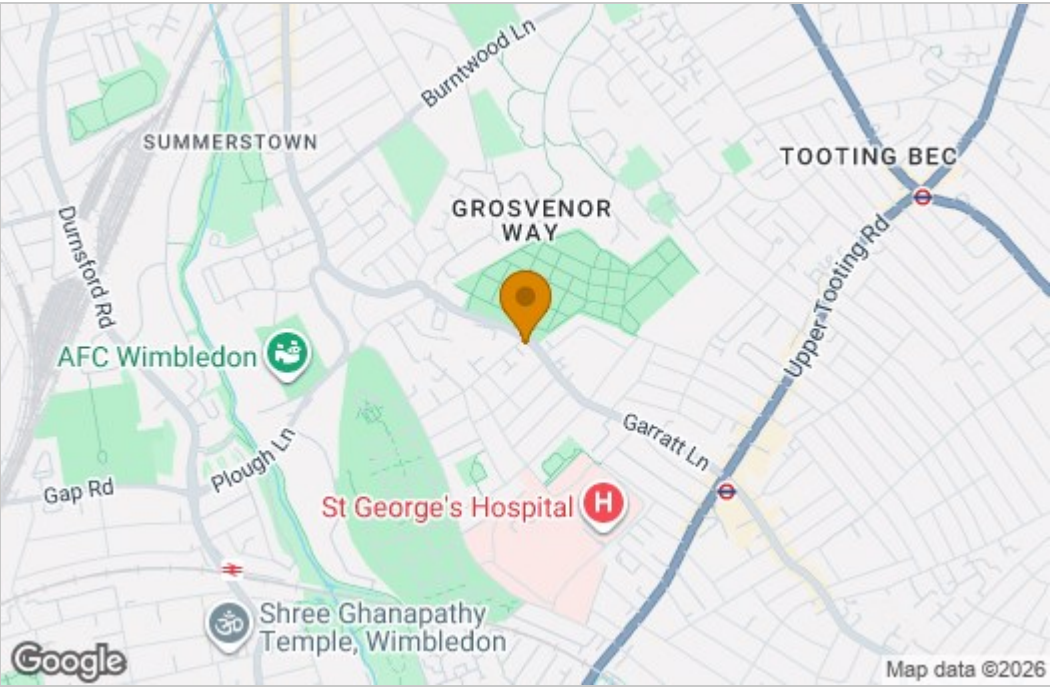 Burntwood Ln
SUMMERSTOWN
TOOTING BEC
GROSVENOR
WAY
Durnsford Rd
Upper Tooting Rd
AFC Wimbledon
Garratt Ln
Plough Ln
Gap Rd
St George's Hospital
H
Shree Ghanapathy
Temple, Wimbledon
ॐ
Google
Map data ©2026